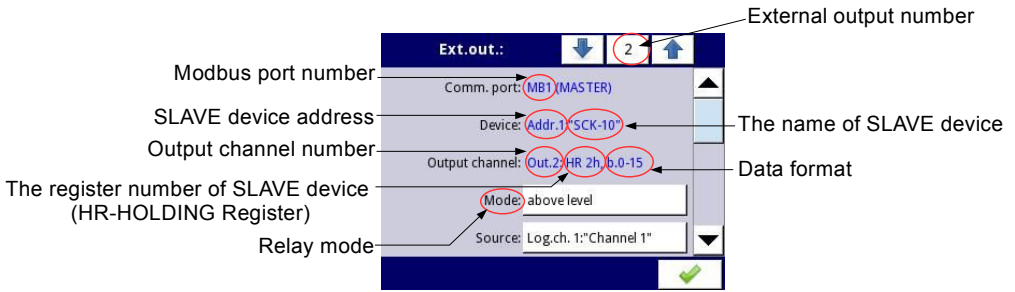 External output number
Ext.out.: 2
Modbus port number
Comm. port: MB1 (MASTER)
SLAVE device address
Device: Addr.1:"SCK-10"
The name of SLAVE device
Output channel number
Output channel: Out.2: HR 2h, b.0-15
Data format
The register number of SLAVE device
(HR-HOLDING Register)
Mode: above level
Relay mode
Source: Log.ch. 1:"Channel 1"